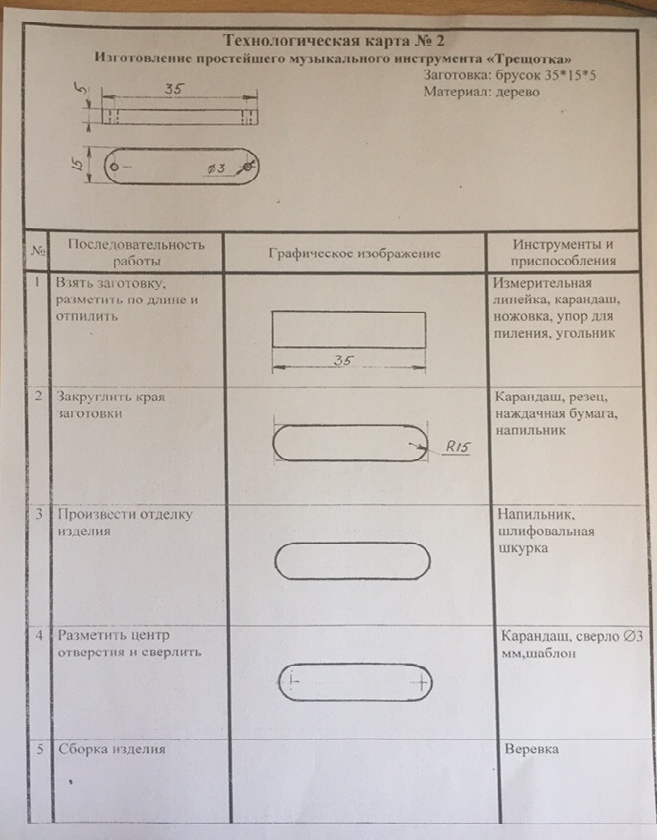 Технологическая карта № 2
Изготовление простейшего музыкального инструмента «Трещотка»
Заготовка: брусок 35*15*5
Материал: дерево
5
35
15
⌀3
№
Последовательность
работы
Графическое изображение
Инструменты и
приспособления
1
Взять заготовку,
разметить по длине и
отпилить
35
Измерительная
линейка, карандаш,
ножовка, упор для
пиления, угольник
2
Закруглить края
заготовки
R15
Карандаш, резец,
наждачная бумага,
напильник
3
Произвести отделку
изделия
Напильник,
шлифовальная
шкурка
4
Разметить центр
отверстия и сверлить
Карандаш, сверло ∅3
мм,шаблон
5
Сборка изделия
Веревка